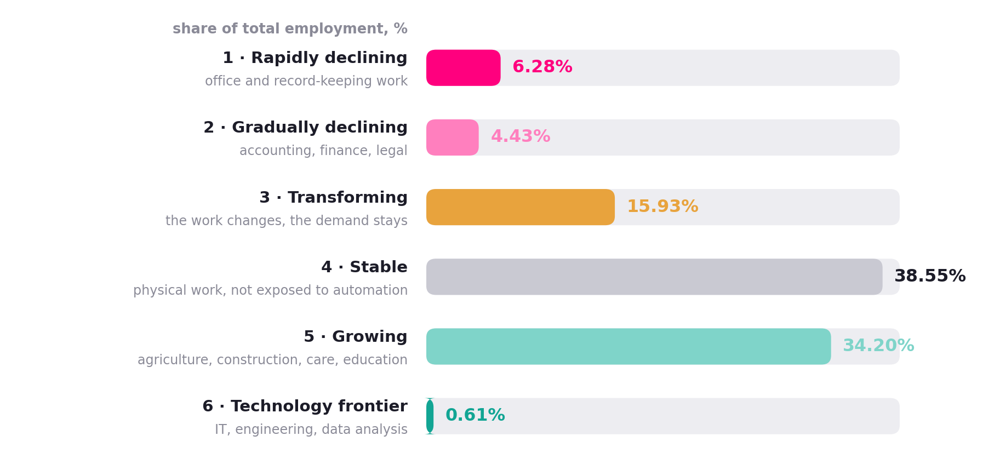 share of total employment, %
1 · Rapidly declining
office and record-keeping work
6.28%
2 · Gradually declining
accounting, finance, legal
4.43%
3 · Transforming
the work changes, the demand stays
15.93%
4 · Stable
physical work, not exposed to automation
38.55%
5 · Growing
agriculture, construction, care, education
34.20%
6 · Technology frontier
IT, engineering, data analysis
0.61%